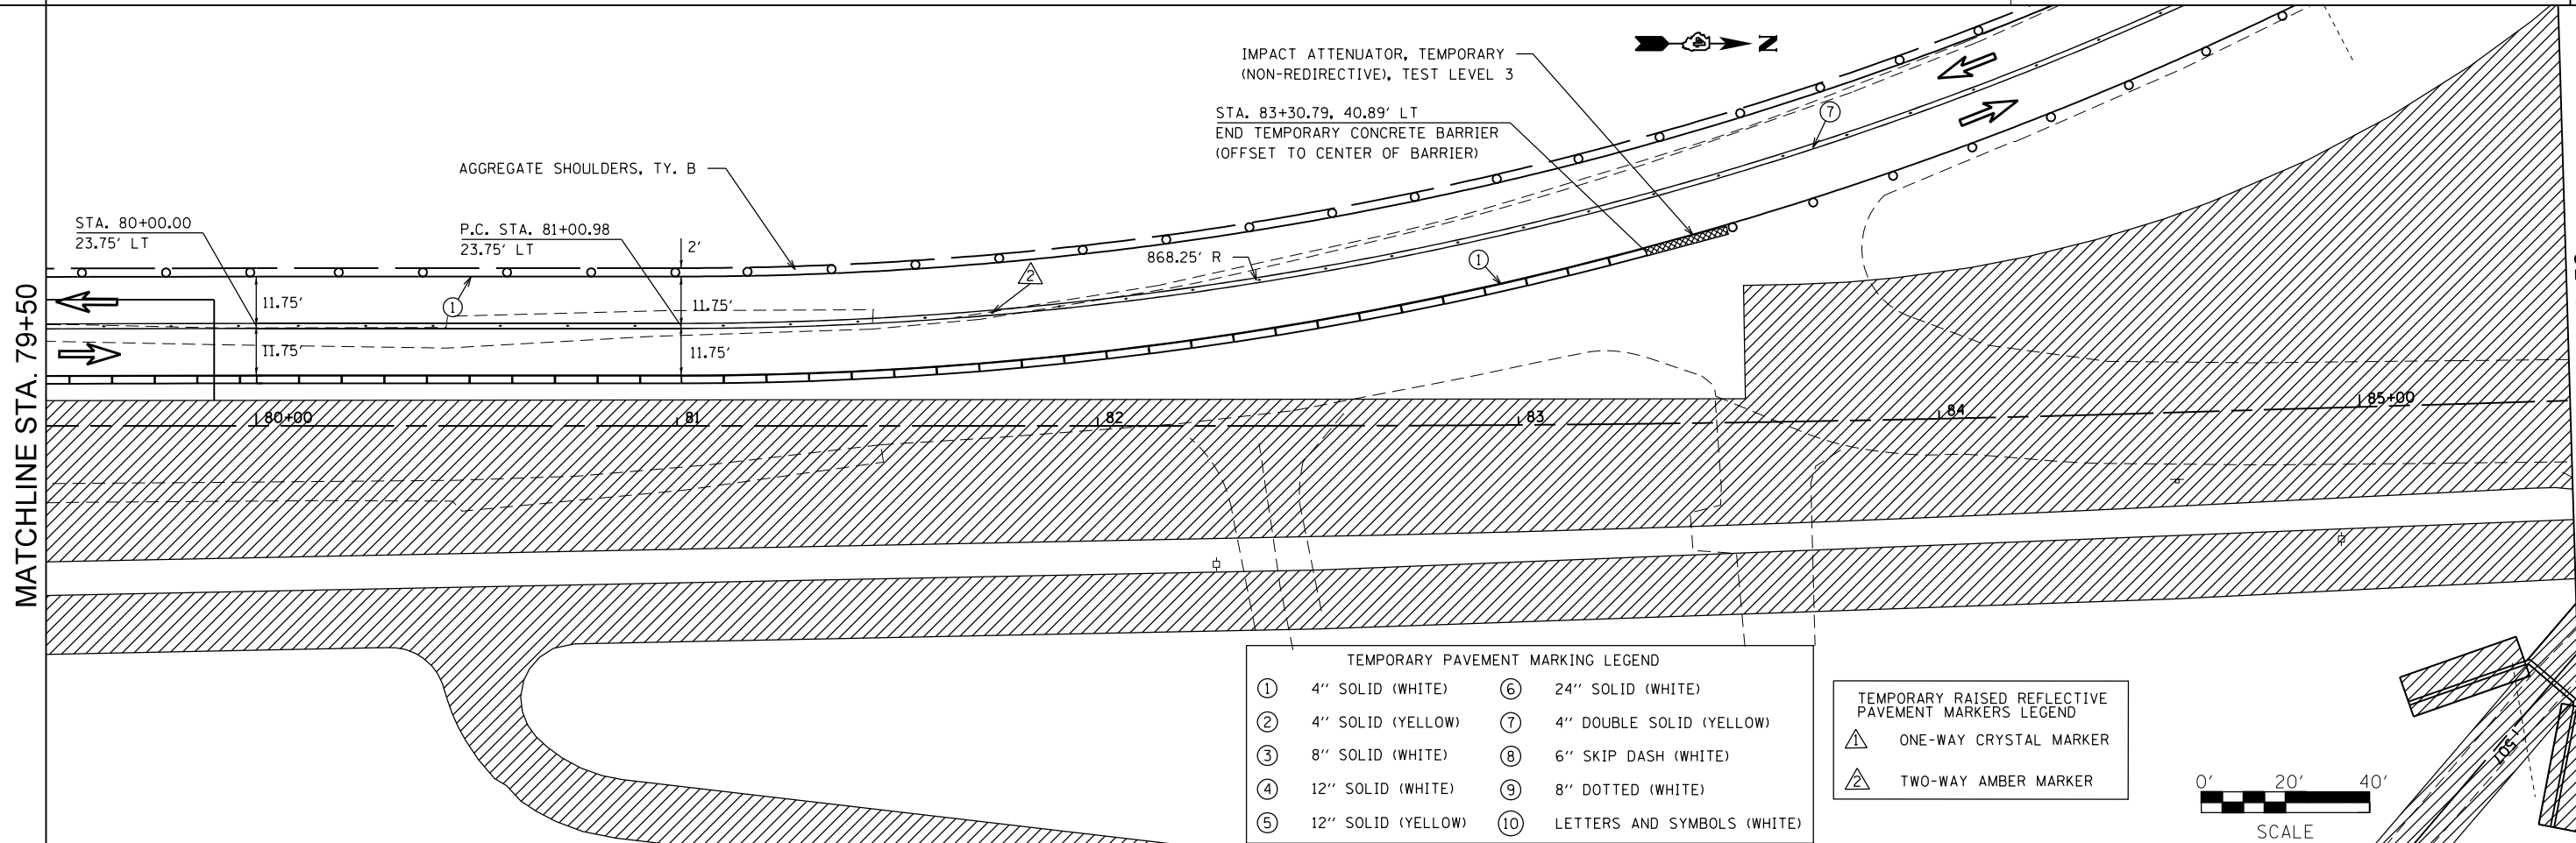 IMPACT ATTENUATOR, TEMPORARY
(NON-REDIRECTIVE), TEST LEVEL 3
N
STA. 83+30.79, 40.89' LT
END TEMPORARY CONCRETE BARRIER
(OFFSET TO CENTER OF BARRIER)
7
AGGREGATE SHOULDERS, TY. B
STA. 80+00.00
23.75' LT
P.C. STA. 81+00.98
23.75' LT
2'
868.25' R
1
2
11.75'
1
11.75'
11.75'
11.75'
MATCHLINE STA. 79+50
80+00
81
82
83
84
85+00
TEMPORARY PAVEMENT MARKING LEGEND
1 4'' SOLID (WHITE)
2 4'' SOLID (YELLOW)
3 8'' SOLID (WHITE)
4 12'' SOLID (WHITE)
5 12'' SOLID (YELLOW)
6 24'' SOLID (WHITE)
7 4'' DOUBLE SOLID (YELLOW)
8 6'' SKIP DASH (WHITE)
9 8'' DOTTED (WHITE)
10 LETTERS AND SYMBOLS (WHITE)
TEMPORARY RAISED REFLECTIVE
PAVEMENT MARKERS LEGEND
1 ONE-WAY CRYSTAL MARKER
2 TWO-WAY AMBER MARKER
0' 20' 40'
SCALE